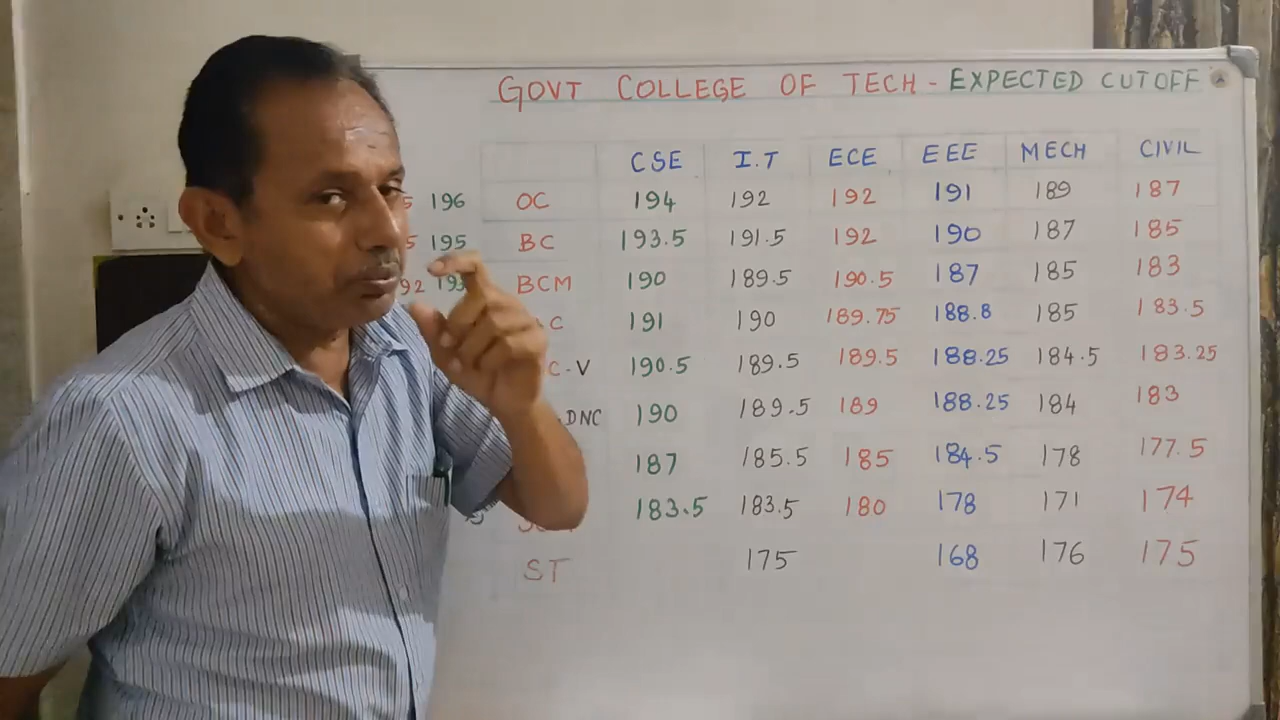 GOVT COLLEGE OF TECH - EXPECTED CUTOFF
CSE I.T ECE EEE MECH CIVIL
196 OC 194 192 192 191 189 187
195 BC 193.5 191.5 192 190 187 185
92 BCM 190 189.5 190.5 187 185 183
C 191 190 189.75 188.8 185 183.5
C-V 190.5 189.5 189.5 188.25 184.5 183.25
DNC 190 189.5 189 188.25 184 183
187 185.5 185 184.5 178 177.5
183.5 183.5 180 178 171 174
ST 175 168 176 175